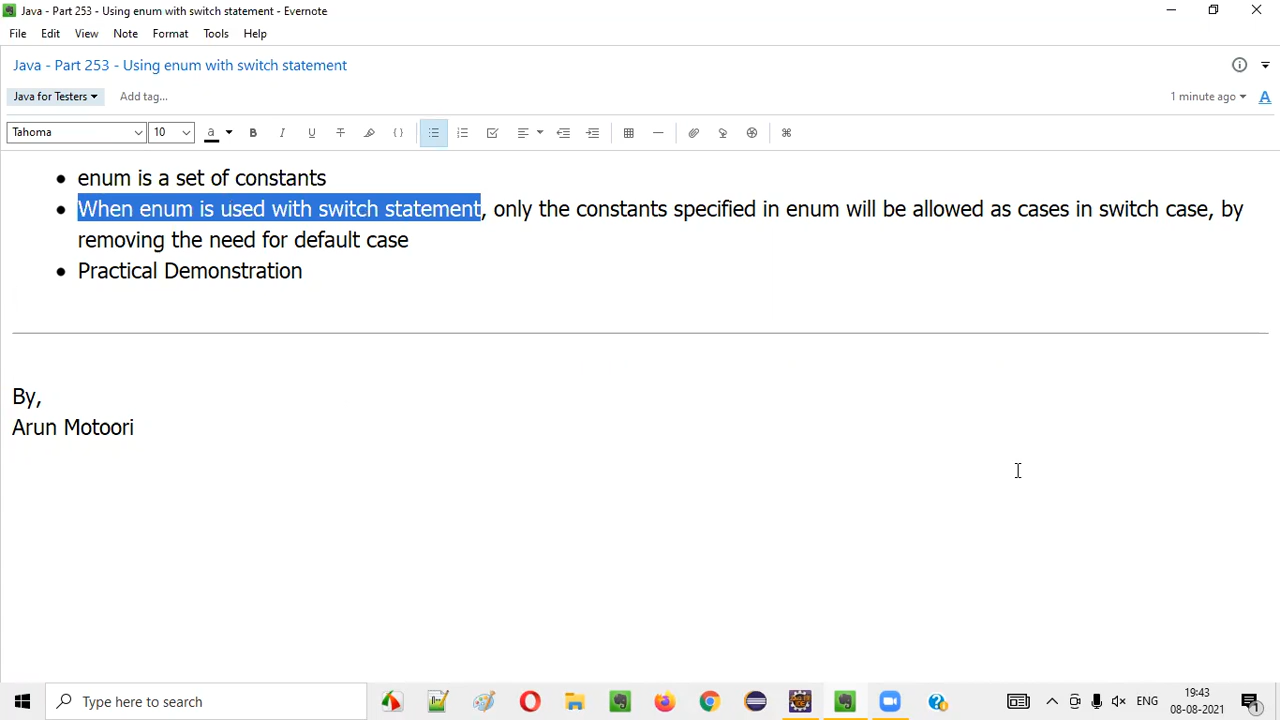 Java - Part 253 - Using enum with switch statement - Evernote
File Edit View Note Format Tools Help
Java - Part 253 - Using enum with switch statement
Java for Testers Add tag... 1 minute ago A
Tahoma 10 a B I U T { }
• enum is a set of constants
• When enum is used with switch statement, only the constants specified in enum will be allowed as cases in switch case, by
removing the need for default case
• Practical Demonstration
By,
Arun Motoori
Type here to search ENG 19:43
08-08-2021 1